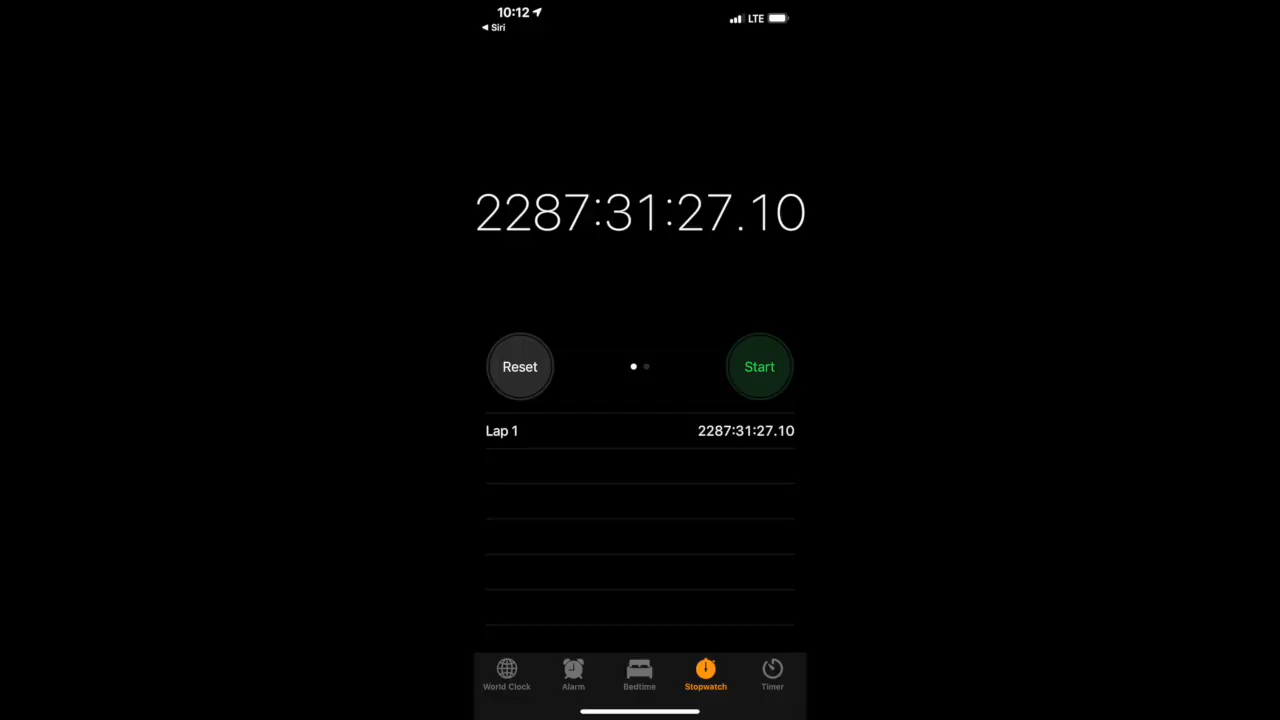 10:12
LTE
◀ Siri
2287:31:27.10
Reset
Start
Lap 1 2287:31:27.10
World Clock Alarm Bedtime Stopwatch Timer